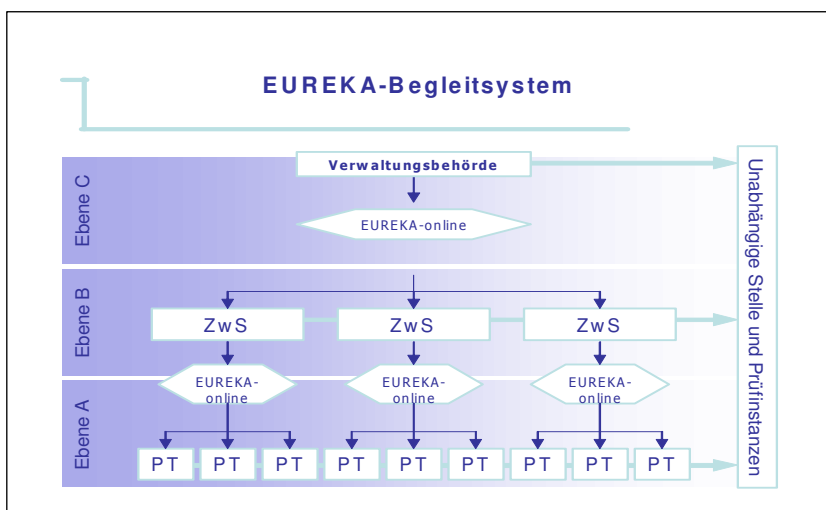 EUREKA-Begleitsystem
Ebene C
Verwaltungsbehörde
EUREKA-online
Unabhängige Stelle und Prüfinstanzen
Ebene B
ZwS ZwS ZwS
EUREKA-
online
EUREKA-
online
EUREKA-
online
Ebene A
PT PT PT PT PT PT PT PT PT